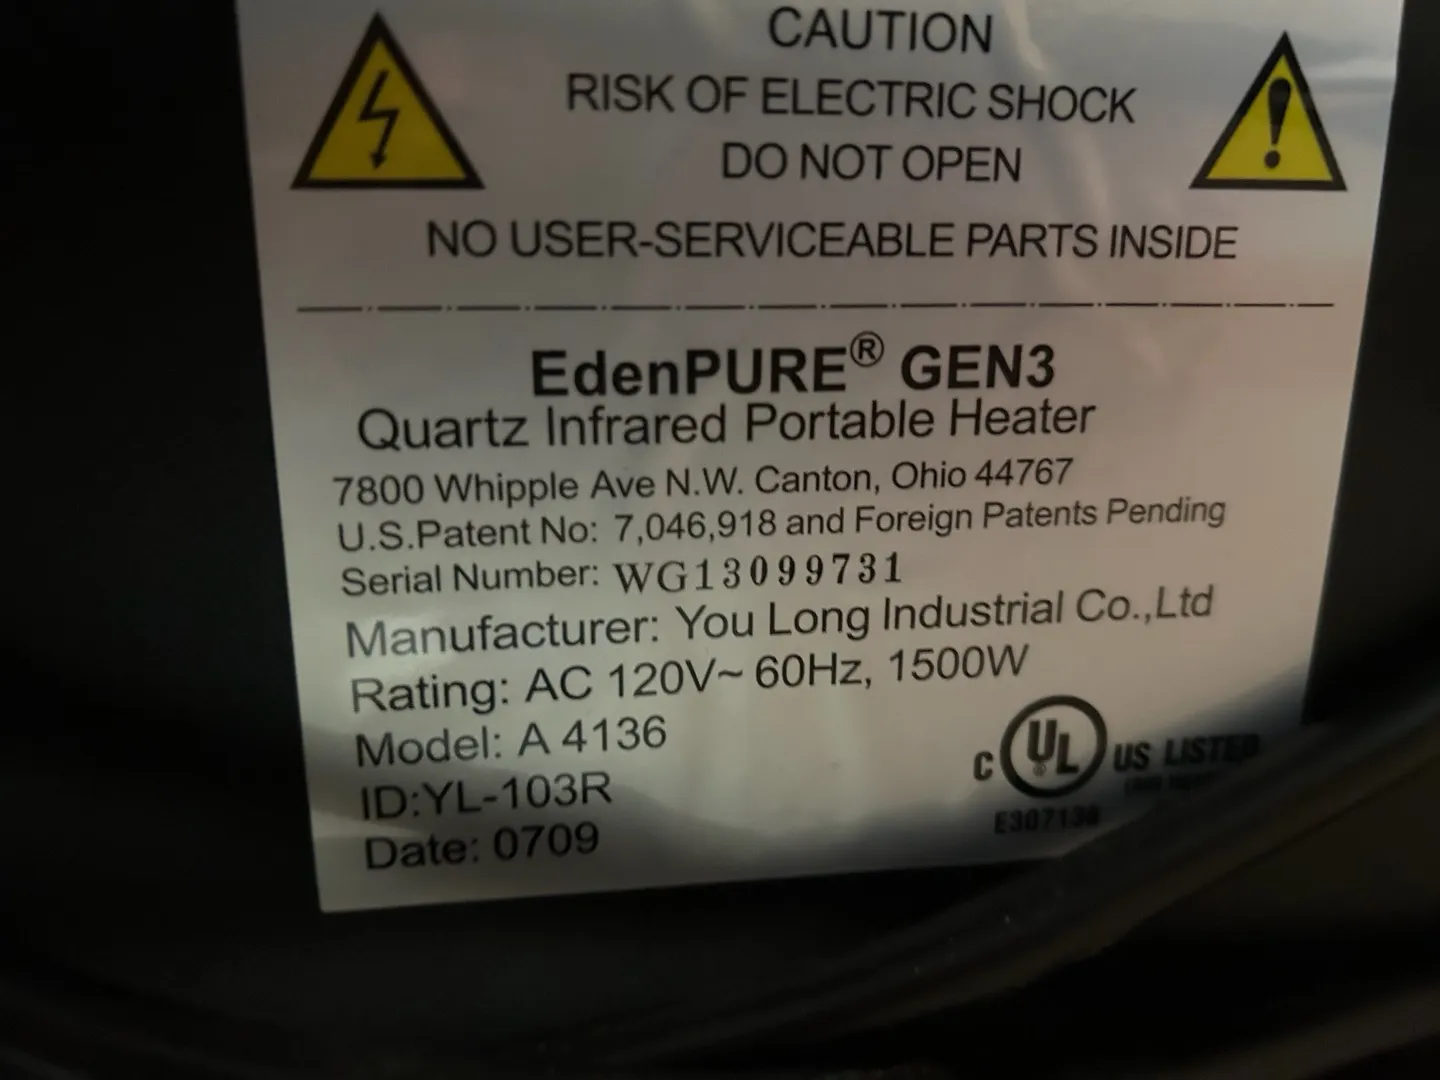 CAUTION
RISK OF ELECTRIC SHOCK
DO NOT OPEN
NO USER-SERVICEABLE PARTS INSIDE
EdenPURE® GEN3
Quartz Infrared Portable Heater
7800 Whipple Ave N.W. Canton, Ohio 44767
U.S.Patent No: 7,046,918 and Foreign Patents Pending
Serial Number: WG13099731
Manufacturer: You Long Industrial Co.,Ltd
Rating: AC 120V~ 60Hz, 1500W
Model: A 4136
C UL® US LISTED
ID:YL-103R
Date: 0709